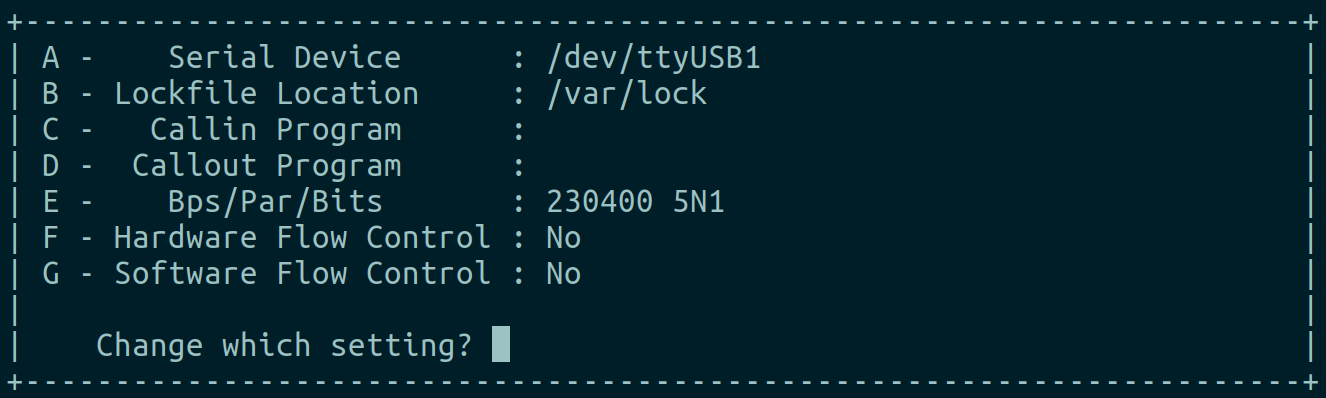 +-----------------------------------------------------------------------+
| A -    Serial Device      : /dev/ttyUSB1                              |
| B - Lockfile Location     : /var/lock                                 |
| C -   Callin Program      :                                           |
| D -  Callout Program      :                                           |
| E -    Bps/Par/Bits       : 230400 5N1                                |
| F - Hardware Flow Control : No                                        |
| G - Software Flow Control : No                                        |
|                                                                       |
|    Change which setting?                                              |
+-----------------------------------------------------------------------+